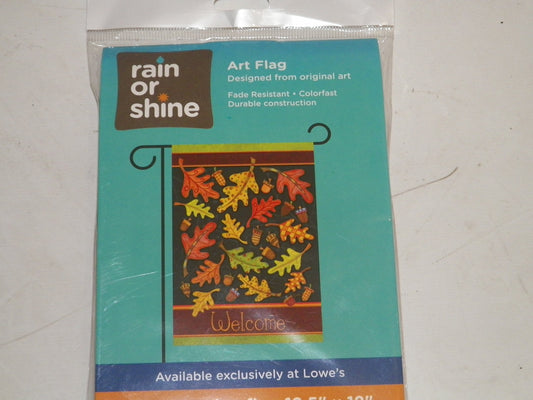 rain
or
shine
Art Flag
Designed from original art
Fade Resistant • Colorfast
Durable construction
Welcome
Available exclusively at Lowe's